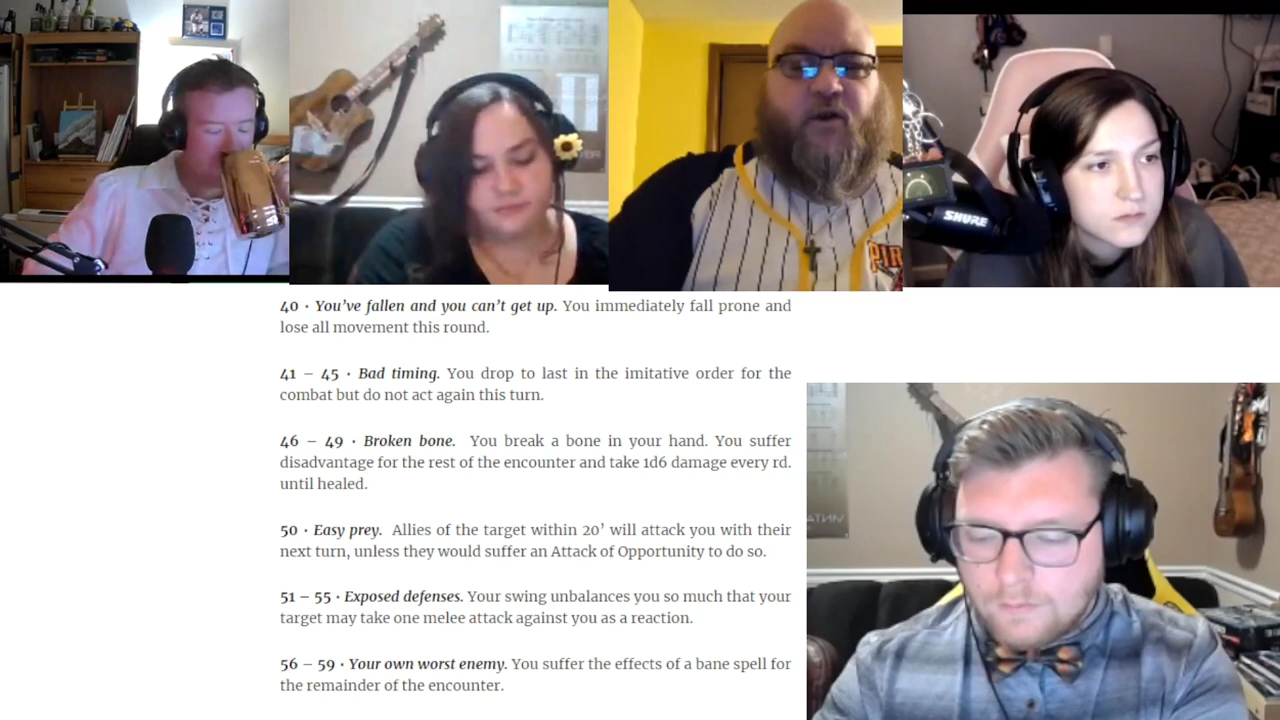 SHURE
PIR
40 · You’ve fallen and you can’t get up. You immediately fall prone and
lose all movement this round.
41 – 45 · Bad timing. You drop to last in the imitative order for the
combat but do not act again this turn.
46 – 49 · Broken bone. You break a bone in your hand. You suffer
disadvantage for the rest of the encounter and take 1d6 damage every rd.
until healed.
50 · Easy prey. Allies of the target within 20’ will attack you with their
next turn, unless they would suffer an Attack of Opportunity to do so.
51 – 55 · Exposed defenses. Your swing unbalances you so much that your
target may take one melee attack against you as a reaction.
56 – 59 · Your own worst enemy. You suffer the effects of a bane spell for
the remainder of the encounter.